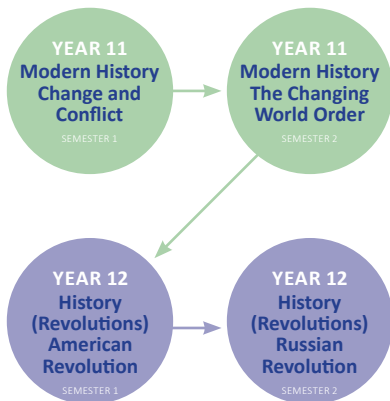 YEAR 11
Modern History
Change and
Conflict
SEMESTER 1
YEAR 11
Modern History
The Changing
World Order
SEMESTER 2
YEAR 12
History
(Revolutions)
American
Revolution
SEMESTER 1
YEAR 12
History
(Revolutions)
Russian
Revolution
SEMESTER 2